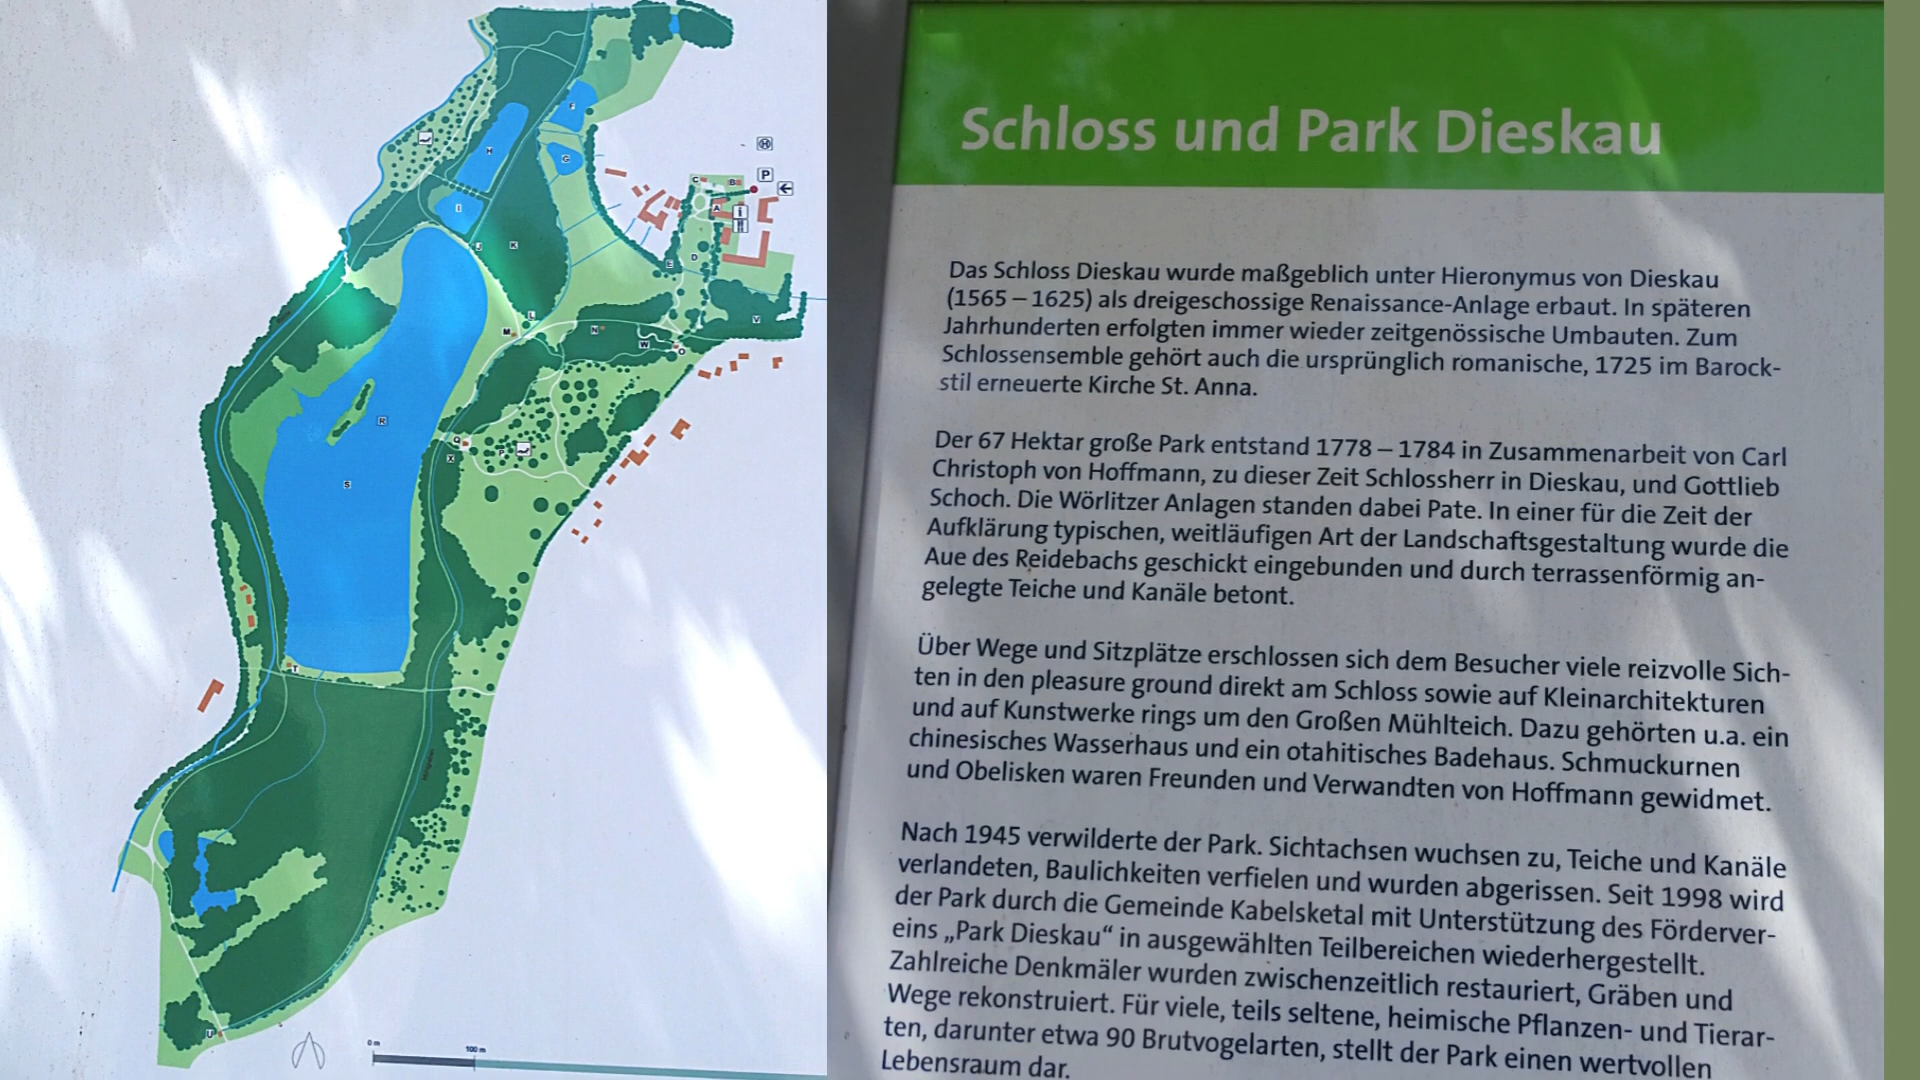 H
F
H
G
P
C
B
A
i
I
J
K
E
D
L
M
N
V
W
O
R
Q
X
P
S
T
U
0 m
100 m
Schloss und Park Dieskau
Das Schloss Dieskau wurde maßgeblich unter Hieronymus von Dieskau
(1565 – 1625) als dreigeschossige Renaissance-Anlage erbaut. In späteren
Jahrhunderten erfolgten immer wieder zeitgenössische Umbauten. Zum
Schlossensemble gehört auch die ursprünglich romanische, 1725 im Barock-
stil erneuerte Kirche St. Anna.
Der 67 Hektar große Park entstand 1778 – 1784 in Zusammenarbeit von Carl
Christoph von Hoffmann, zu dieser Zeit Schlossherr in Dieskau, und Gottlieb
Schoch. Die Wörlitzer Anlagen standen dabei Pate. In einer für die Zeit der
Aufklärung typischen, weitläufigen Art der Landschaftsgestaltung wurde die
Aue des Reidebachs geschickt eingebunden und durch terrassenförmig an-
gelegte Teiche und Kanäle betont.
Über Wege und Sitzplätze erschlossen sich dem Besucher viele reizvolle Sich-
ten in den pleasure ground direkt am Schloss sowie auf Kleinarchitekturen
und auf Kunstwerke rings um den Großen Mühlteich. Dazu gehörten u.a. ein
chinesisches Wasserhaus und ein otahitisches Badehaus. Schmuckurnen
und Obelisken waren Freunden und Verwandten von Hoffmann gewidmet.
Nach 1945 verwilderte der Park. Sichtachsen wuchsen zu, Teiche und Kanäle
verlandeten, Baulichkeiten verfielen und wurden abgerissen. Seit 1998 wird
der Park durch die Gemeinde Kabelsketal mit Unterstützung des Förderver-
eins „Park Dieskau“ in ausgewählten Teilbereichen wiederhergestellt.
Zahlreiche Denkmäler wurden zwischenzeitlich restauriert, Gräben und
Wege rekonstruiert. Für viele, teils seltene, heimische Pflanzen- und Tierar-
ten, darunter etwa 90 Brutvogelarten, stellt der Park einen wertvollen
Lebensraum dar.